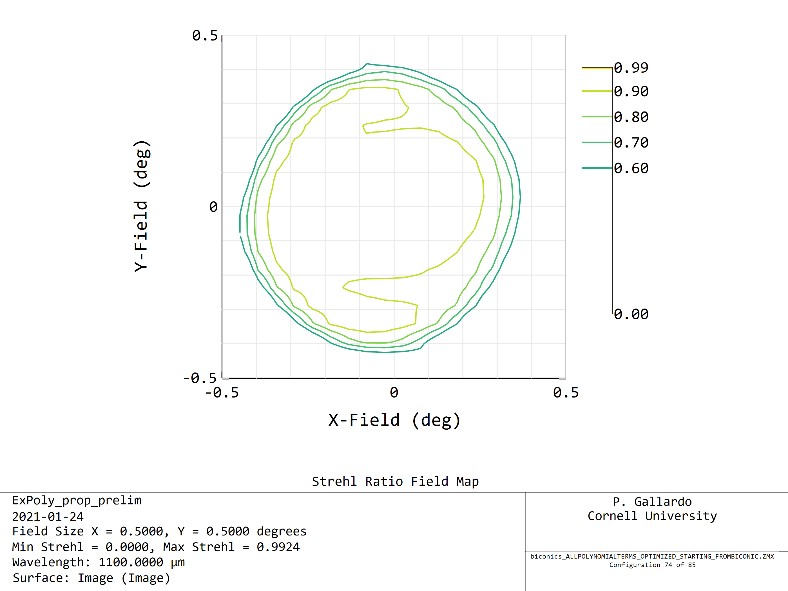 0.5
0
-0.5
-0.5
0
0.5
Y-Field (deg)
X-Field (deg)
0.99
0.90
0.80
0.70
0.60
0.00
Strehl Ratio Field Map
ExPoly_prop_prelim
2021-01-24
Field Size X = 0.5000, Y = 0.5000 degrees
Min Strehl = 0.0000, Max Strehl = 0.9924
Wavelength: 1100.0000 µm
Surface: Image (Image)
P. Gallardo
Cornell University
biconics_ALLPOLYNOMIALTERMS_OPTIMIZED_STARTING_FROMBICONIC.ZMX
Configuration 74 of 85